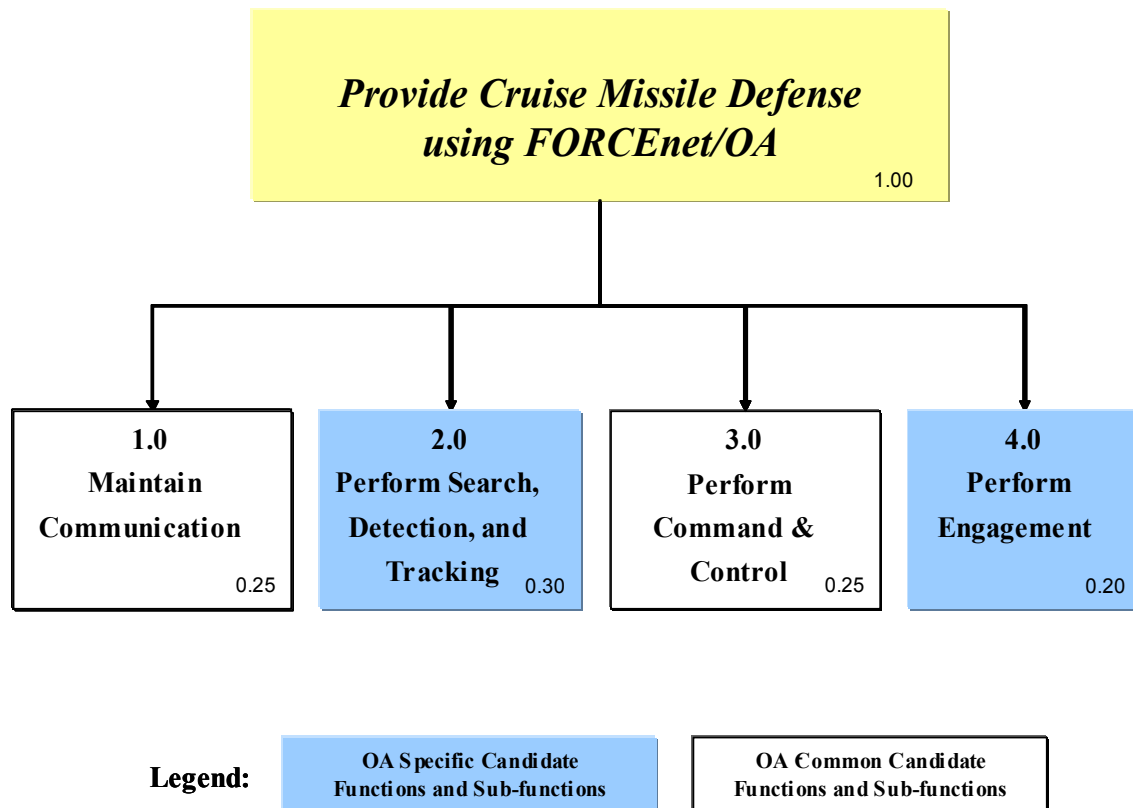 Provide Cruise Missile Defense
using FORCEnet/OA
1.00
1.0
Maintain
Communication
0.25
2.0
Perform Search,
Detection, and
Tracking
0.30
3.0
Perform
Command &
Control
0.25
4.0
Perform
Engagement
0.20
Legend:
OA Specific Candidate
Functions and Sub-functions
OA Common Candidate
Functions and Sub-functions